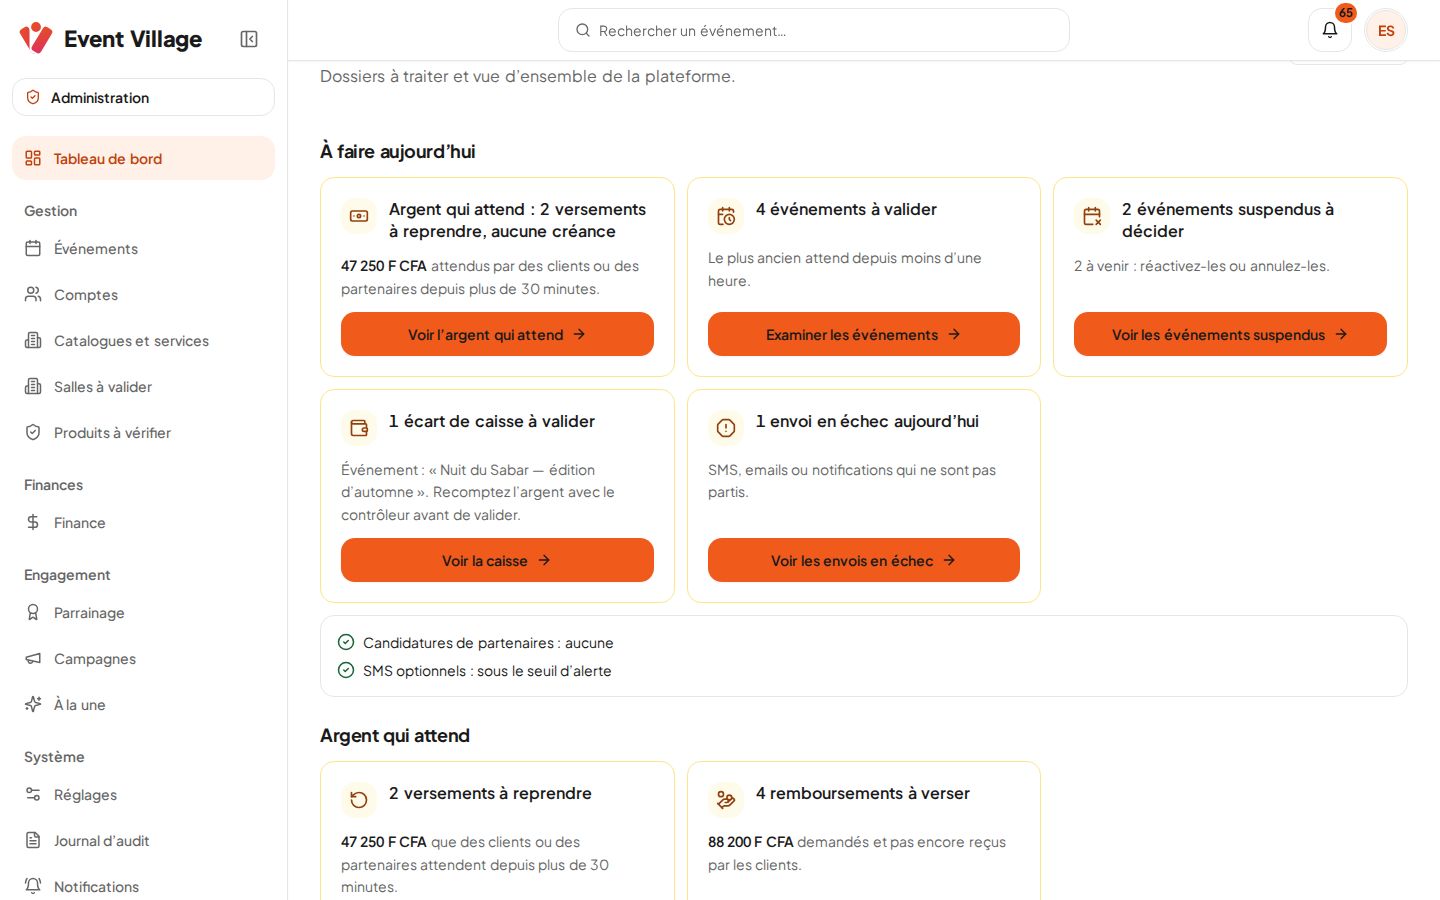 Event Village
Rechercher un événement…
65
ES
Administration
Tableau de bord
Gestion
Événements
Comptes
Catalogues et services
Salles à valider
Produits à vérifier
Finances
Finance
Engagement
Parrainage
Campagnes
À la une
Système
Réglages
Journal d’audit
Notifications
Dossiers à traiter et vue d’ensemble de la plateforme.
À faire aujourd’hui
Argent qui attend : 2 versements
à reprendre, aucune créance
47 250 F CFA attendus par des clients ou des
partenaires depuis plus de 30 minutes.
Voir l’argent qui attend
4 événements à valider
Le plus ancien attend depuis moins d’une
heure.
Examiner les événements
2 événements suspendus à
décider
2 à venir : réactivez-les ou annulez-les.
Voir les événements suspendus
1 écart de caisse à valider
Événement : « Nuit du Sabar — édition
d’automne ». Recomptez l’argent avec le
contrôleur avant de valider.
Voir la caisse
1 envoi en échec aujourd’hui
SMS, emails ou notifications qui ne sont pas
partis.
Voir les envois en échec
Candidatures de partenaires : aucune
SMS optionnels : sous le seuil d’alerte
Argent qui attend
2 versements à reprendre
47 250 F CFA que des clients ou des
partenaires attendent depuis plus de 30
minutes.
4 remboursements à verser
88 200 F CFA demandés et pas encore reçus
par les clients.